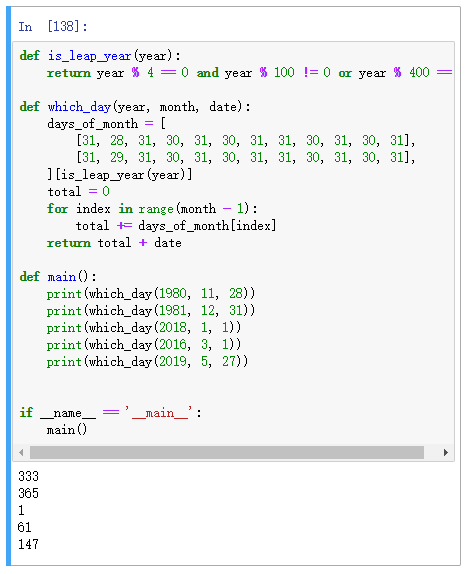 In [138]:
def is_leap_year(year):
    return year % 4 == 0 and year % 100 != 0 or year % 400 ==
def which_day(year, month, date):
    days_of_month = [
        [31, 28, 31, 30, 31, 30, 31, 31, 30, 31, 30, 31],
        [31, 29, 31, 30, 31, 30, 31, 31, 30, 31, 30, 31],
    ][is_leap_year(year)]
    total = 0
    for index in range(month - 1):
        total += days_of_month[index]
    return total + date
def main():
    print(which_day(1980, 11, 28))
    print(which_day(1981, 12, 31))
    print(which_day(2018, 1, 1))
    print(which_day(2016, 3, 1))
    print(which_day(2019, 5, 27))
if __name__ == '__main__':
    main()
333
365
1
61
147